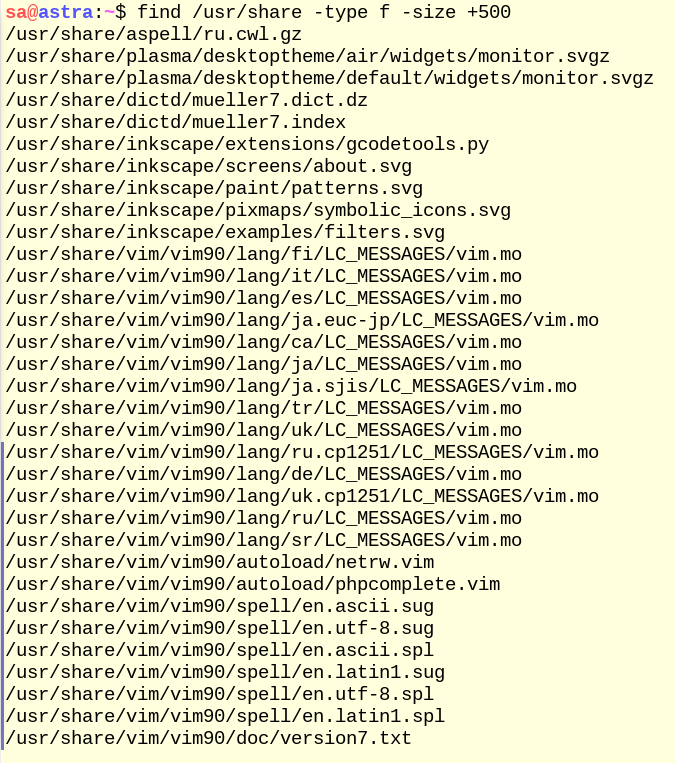 sa@astra:~$ find /usr/share -type f -size +500
/usr/share/aspell/ru.cwl.gz
/usr/share/plasma/desktoptheme/air/widgets/monitor.svgz
/usr/share/plasma/desktoptheme/default/widgets/monitor.svgz
/usr/share/dictd/mueller7.dict.dz
/usr/share/dictd/mueller7.index
/usr/share/inkscape/extensions/gcodetools.py
/usr/share/inkscape/screens/about.svg
/usr/share/inkscape/paint/patterns.svg
/usr/share/inkscape/pixmaps/symbolic_icons.svg
/usr/share/inkscape/examples/filters.svg
/usr/share/vim/vim90/lang/fi/LC_MESSAGES/vim.mo
/usr/share/vim/vim90/lang/it/LC_MESSAGES/vim.mo
/usr/share/vim/vim90/lang/es/LC_MESSAGES/vim.mo
/usr/share/vim/vim90/lang/ja.euc-jp/LC_MESSAGES/vim.mo
/usr/share/vim/vim90/lang/ca/LC_MESSAGES/vim.mo
/usr/share/vim/vim90/lang/ja/LC_MESSAGES/vim.mo
/usr/share/vim/vim90/lang/ja.sjis/LC_MESSAGES/vim.mo
/usr/share/vim/vim90/lang/tr/LC_MESSAGES/vim.mo
/usr/share/vim/vim90/lang/uk/LC_MESSAGES/vim.mo
/usr/share/vim/vim90/lang/ru.cp1251/LC_MESSAGES/vim.mo
/usr/share/vim/vim90/lang/de/LC_MESSAGES/vim.mo
/usr/share/vim/vim90/lang/uk.cp1251/LC_MESSAGES/vim.mo
/usr/share/vim/vim90/lang/ru/LC_MESSAGES/vim.mo
/usr/share/vim/vim90/lang/sr/LC_MESSAGES/vim.mo
/usr/share/vim/vim90/autoload/netrw.vim
/usr/share/vim/vim90/autoload/phpcomplete.vim
/usr/share/vim/vim90/spell/en.ascii.sug
/usr/share/vim/vim90/spell/en.utf-8.sug
/usr/share/vim/vim90/spell/en.ascii.spl
/usr/share/vim/vim90/spell/en.latin1.sug
/usr/share/vim/vim90/spell/en.utf-8.spl
/usr/share/vim/vim90/spell/en.latin1.spl
/usr/share/vim/vim90/doc/version7.txt